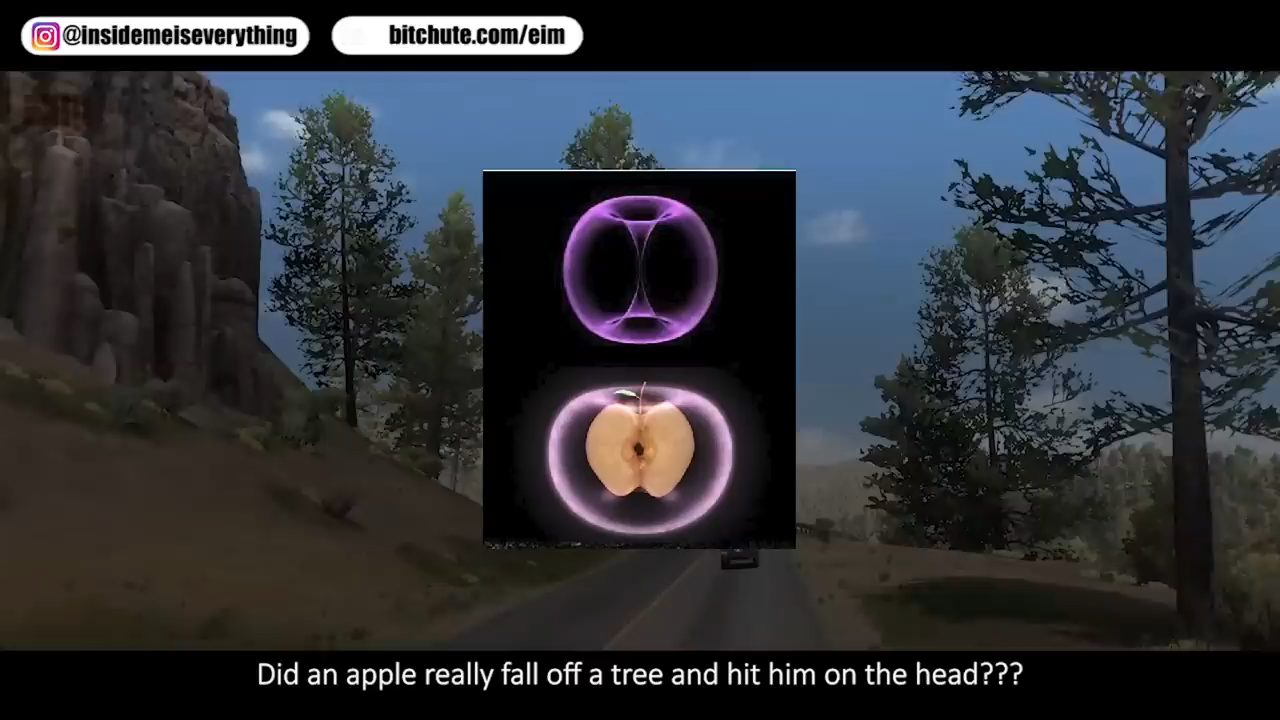 @insidemeiseverything
bitchute.com/eim
Did an apple really fall off a tree and hit him on the head???